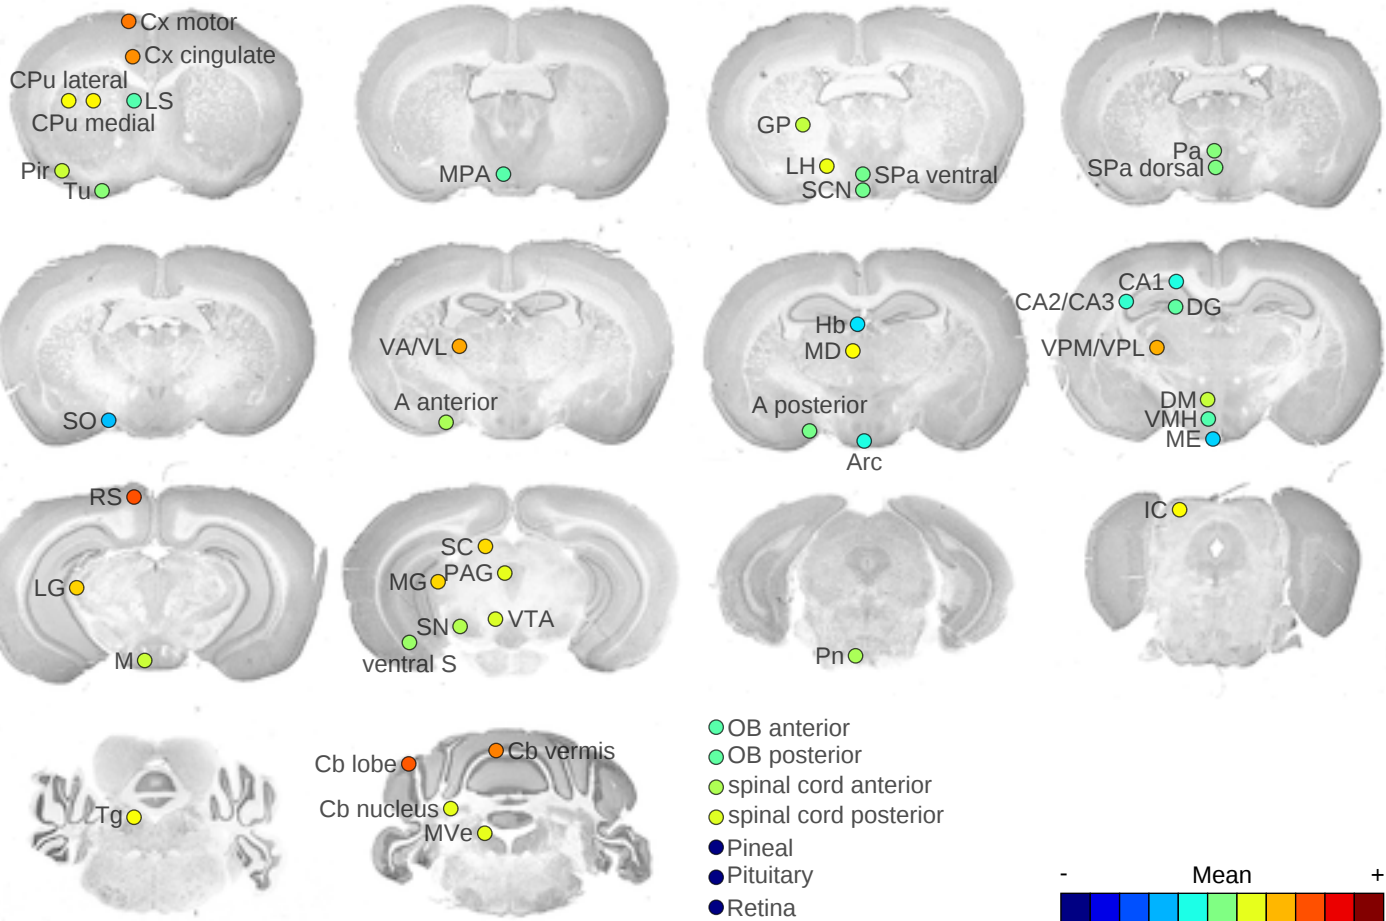 Cx motor
Cx cingulate
CPu lateral
LS
CPu medial
Pir
Tu
MPA
GP
LH
SPa ventral
SCN
Pa
SPa dorsal
SO
VA/VL
A anterior
Hb
MD
A posterior
Arc
CA1
CA2/CA3
DG
VPM/VPL
DM
VMH
ME
RS
LG
M
SC
MG
PAG
SN
VTA
ventral S
Pn
IC
Tg
Cb lobe
Cb vermis
Cb nucleus
MVe
OB anterior
OB posterior
spinal cord anterior
spinal cord posterior
Pineal
Pituitary
Retina
- Mean +